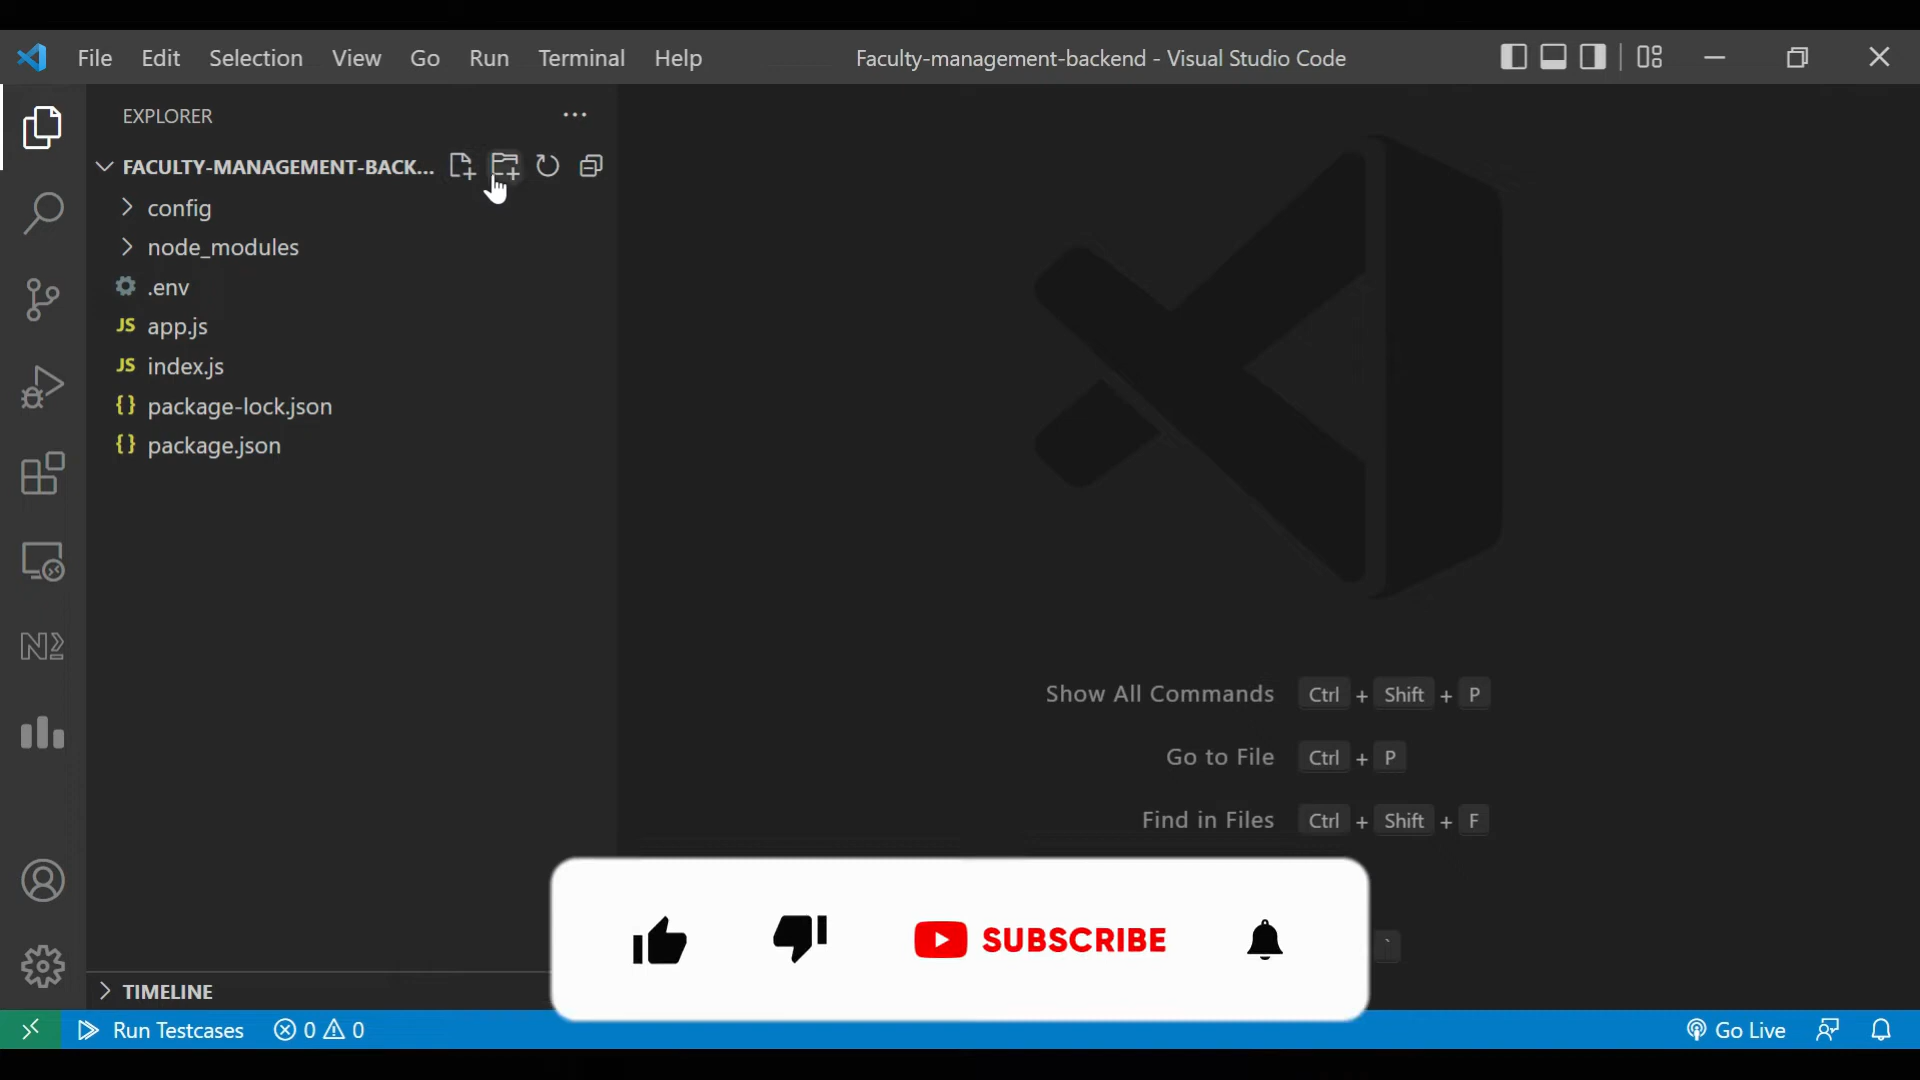 File Edit Selection View Go Run Terminal Help Faculty-management-backend - Visual Studio Code
EXPLORER ...
FACULTY-MANAGEMENT-BACK...
config
node_modules
.env
JS app.js
JS index.js
{} package-lock.json
{} package.json
Show All Commands Ctrl + Shift + P
Go to File Ctrl + P
Find in Files Ctrl + Shift + F
`
SUBSCRIBE
TIMELINE
Run Testcases 0 0 Go Live